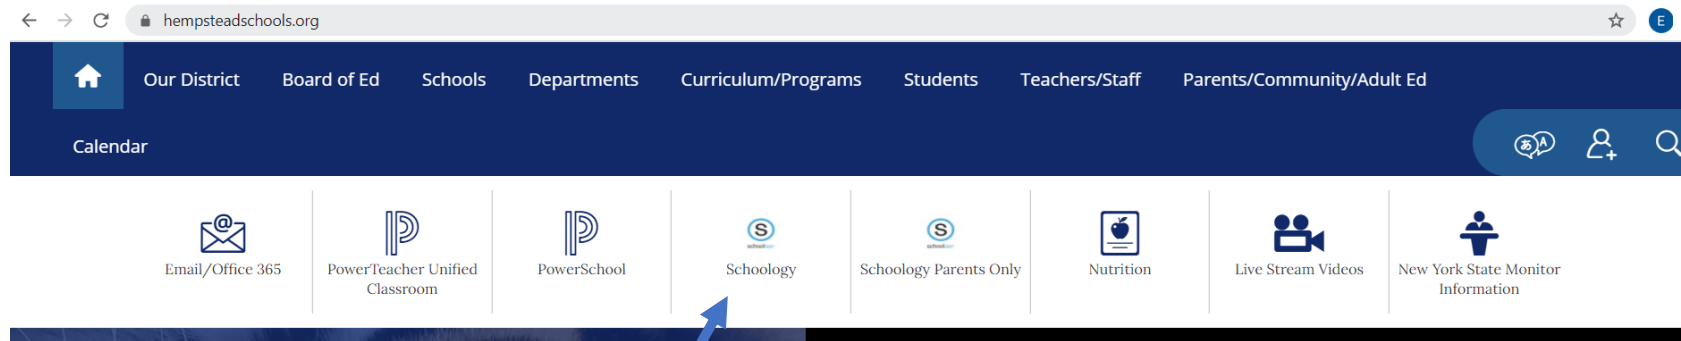 hempsteadschools.org
E
Our District Board of Ed Schools Departments Curriculum/Programs Students Teachers/Staff Parents/Community/Adult Ed
Calendar
あ A
@
S
S
Email/Office 365 PowerTeacher Unified PowerSchool Schoology Schoology Parents Only Nutrition Live Stream Videos New York State Monitor
Classroom Information